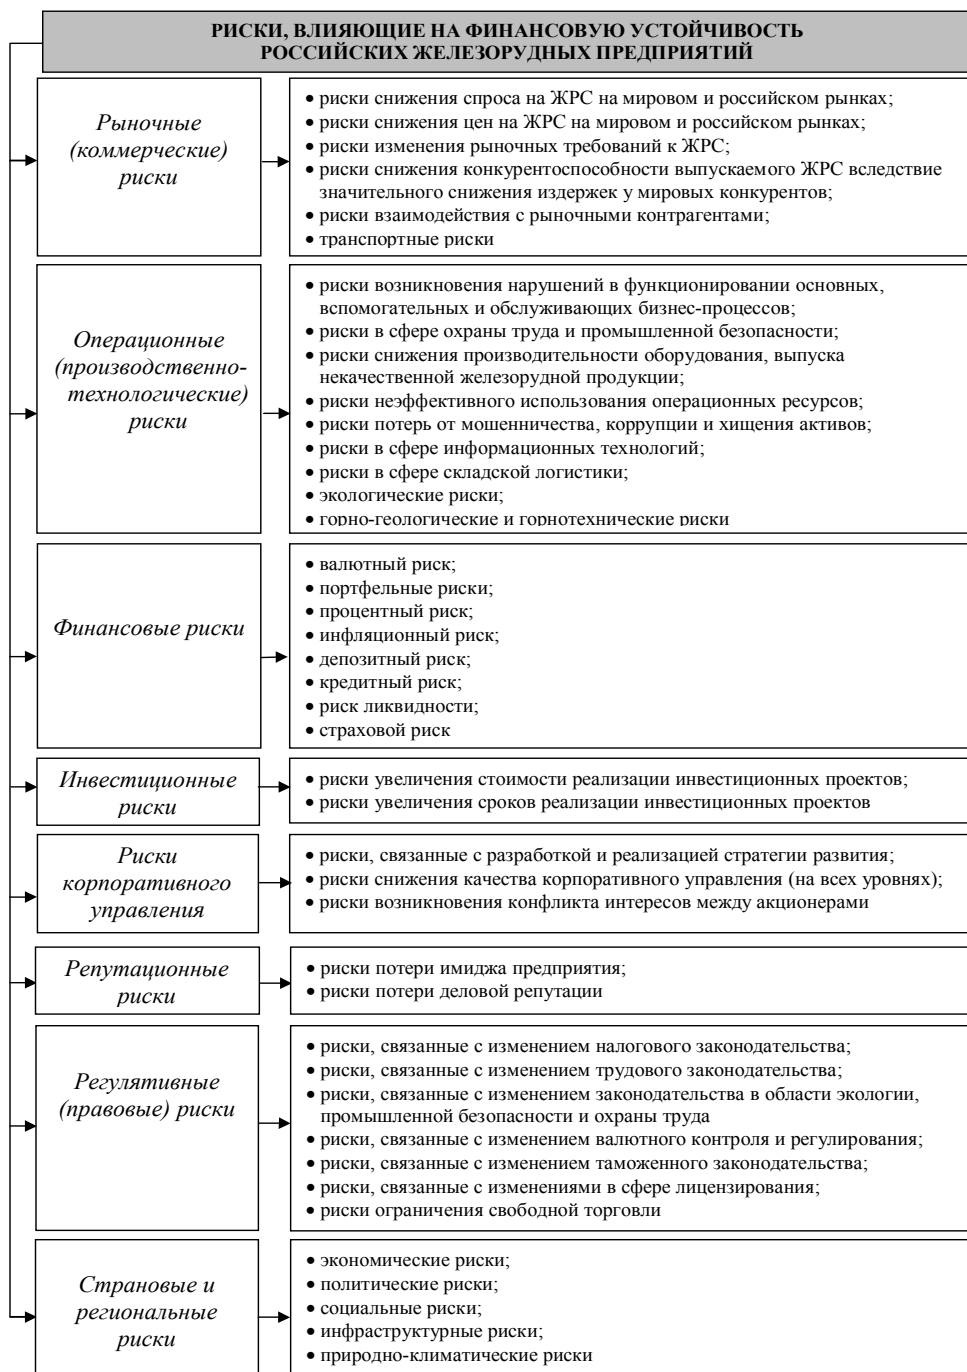 РИСКИ, ВЛИЯЮЩИЕ НА ФИНАНСОВУЮ УСТОЙЧИВОСТЬ
РОССИЙСКИХ ЖЕЛЕЗОРУДНЫХ ПРЕДПРИЯТИЙ
Рыночные
(коммерческие)
риски
• риски снижения спроса на ЖРС на мировом и российском рынках;
• риски снижения цен на ЖРС на мировом и российском рынках;
• риски изменения рыночных требований к ЖРС;
• риски снижения конкурентоспособности выпускаемого ЖРС вследствие
значительного снижения издержек у мировых конкурентов;
• риски взаимодействия с рыночными контрагентами;
• транспортные риски
Операционные
(производственно-
технологические)
риски
• риски возникновения нарушений в функционировании основных,
вспомогательных и обслуживающих бизнес-процессов;
• риски в сфере охраны труда и промышленной безопасности;
• риски снижения производительности оборудования, выпуска
некачественной железорудной продукции;
• риски неэффективного использования операционных ресурсов;
• риски потерь от мошенничества, коррупции и хищения активов;
• риски в сфере информационных технологий;
• риски в сфере складской логистики;
• экологические риски;
• горно-геологические и горнотехнические риски
Финансовые риски
• валютный риск;
• портфельные риски;
• процентный риск;
• инфляционный риск;
• депозитный риск;
• кредитный риск;
• риск ликвидности;
• страховой риск
Инвестиционные
риски
• риски увеличения стоимости реализации инвестиционных проектов;
• риски увеличения сроков реализации инвестиционных проектов
Риски
корпоративного
управления
• риски, связанные с разработкой и реализацией стратегии развития;
• риски снижения качества корпоративного управления (на всех уровнях);
• риски возникновения конфликта интересов между акционерами
Репутационные
риски
• риски потери имиджа предприятия;
• риски потери деловой репутации
Регулятивные
(правовые) риски
• риски, связанные с изменением налогового законодательства;
• риски, связанные с изменением трудового законодательства;
• риски, связанные с изменением законодательства в области экологии,
промышленной безопасности и охраны труда
• риски, связанные с изменением валютного контроля и регулирования;
• риски, связанные с изменением таможенного законодательства;
• риски, связанные с изменениями в сфере лицензирования;
• риски ограничения свободной торговли
Страновые и
региональные
риски
• экономические риски;
• политические риски;
• социальные риски;
• инфраструктурные риски;
• природно-климатические риски